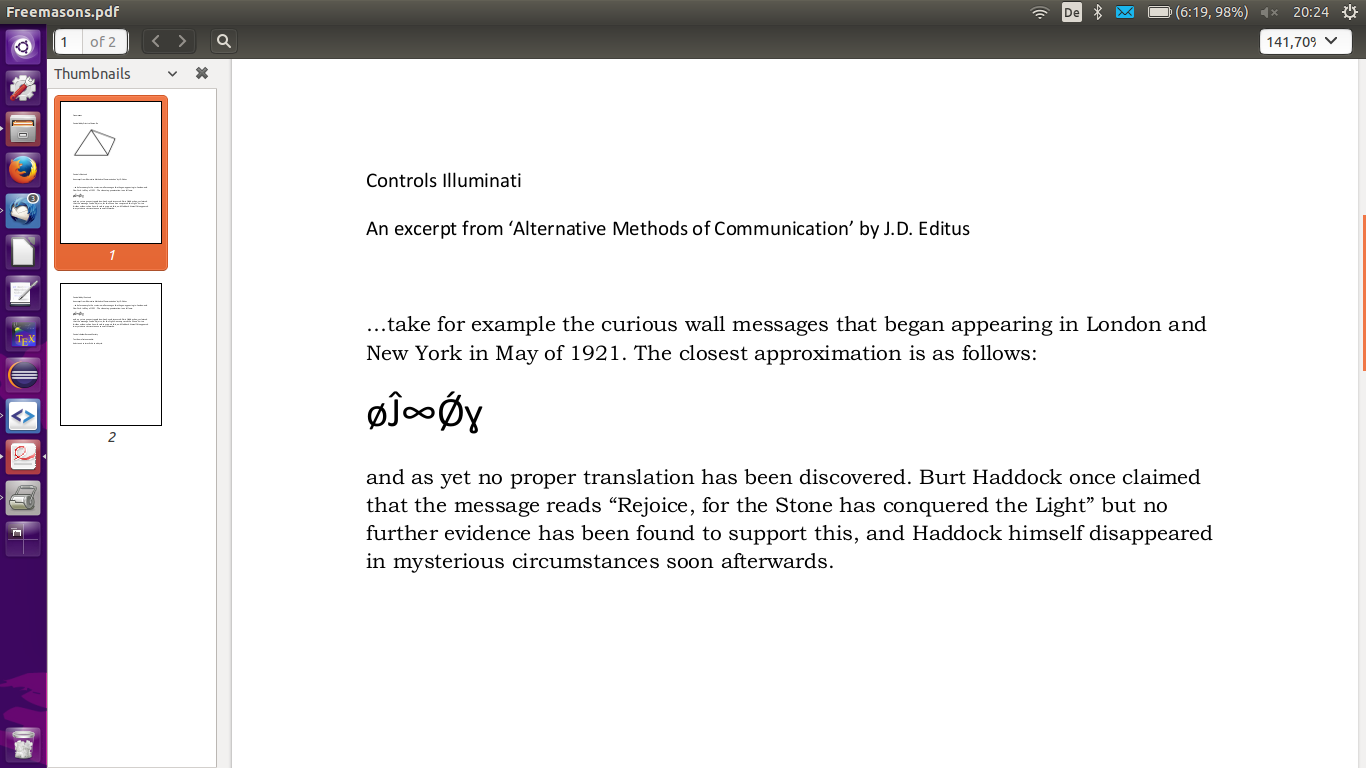 Freemasons.pdf
De
(6:19, 98%)
20:24
1
of 2
141,70%
Thumbnails
1
2
3
TEX
Controls Illuminati
An excerpt from ‘Alternative Methods of Communication’ by J.D. Editus
…take for example the curious wall messages that began appearing in London and
New York in May of 1921. The closest approximation is as follows:
øĴ∞Ǿɣ
and as yet no proper translation has been discovered. Burt Haddock once claimed
that the message reads “Rejoice, for the Stone has conquered the Light” but no
further evidence has been found to support this, and Haddock himself disappeared
in mysterious circumstances soon afterwards.